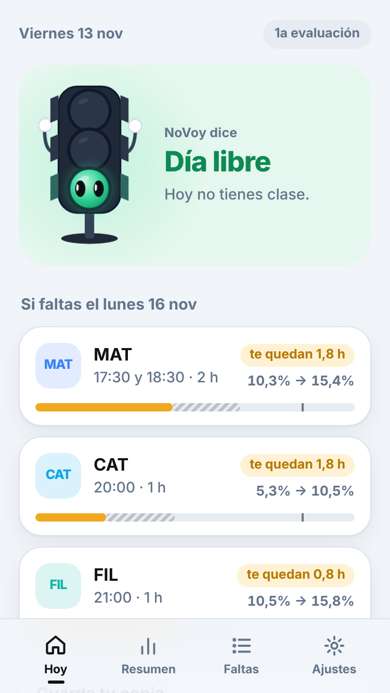 Viernes 13 nov
1a evaluación
NoVoy dice
Día libre
Hoy no tienes clase.
Si faltas el lunes 16 nov
MAT
MAT
te quedan 1,8 h
17:30 y 18:30 · 2 h
10,3% → 15,4%
CAT
CAT
te quedan 1,8 h
20:00 · 1 h
5,3% → 10,5%
FIL
FIL
te quedan 0,8 h
21:00 · 1 h
10,5% → 15,8%
Hoy
Resumen
Faltas
Ajustes